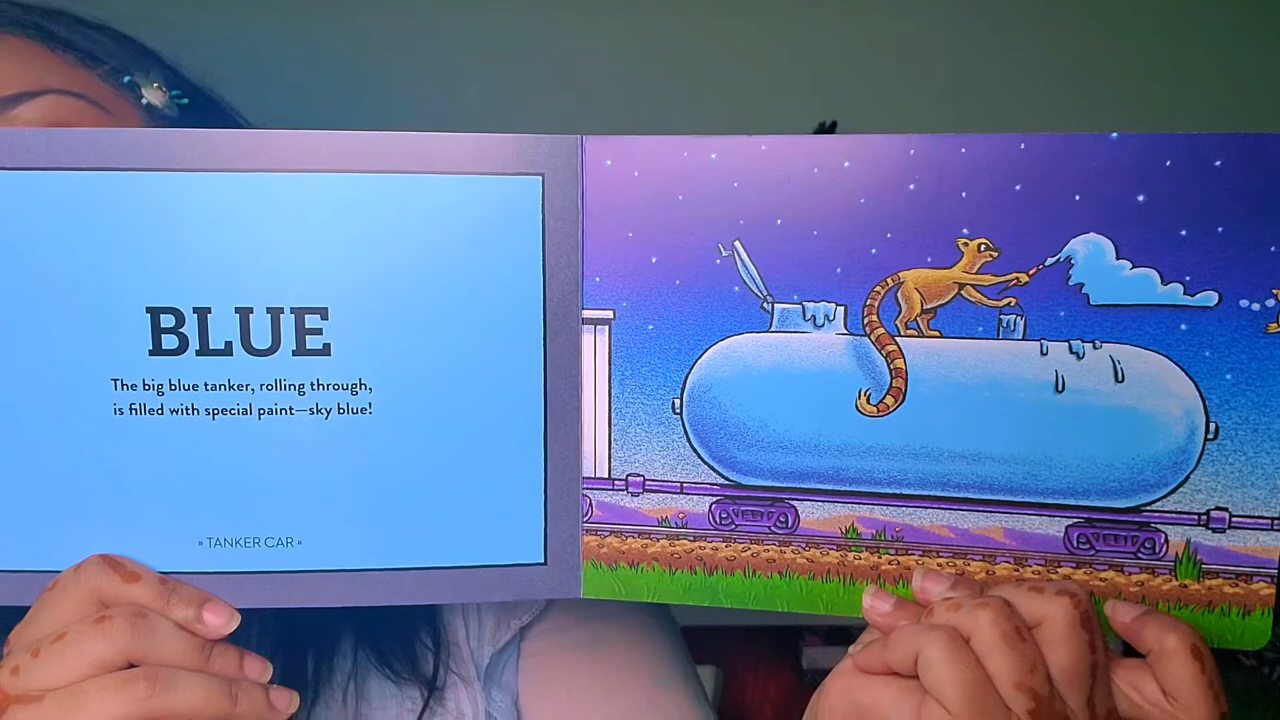 BLUE
The big blue tanker, rolling through,
is filled with special paint—sky blue!
» TANKER CAR »